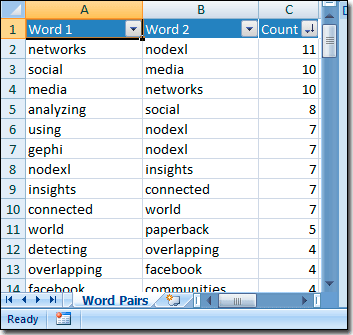 A B C
1 Word 1 Word 2 Count
2 networks nodexl 11
3 social media 10
4 media networks 10
5 analyzing social 8
6 using nodexl 7
7 gephi nodexl 7
8 nodexl insights 7
9 insights connected 7
10 connected world 7
11 world paperback 5
12 detecting overlapping 4
13 overlapping facebook 4
14 facebook communities 4
Word Pairs
Ready